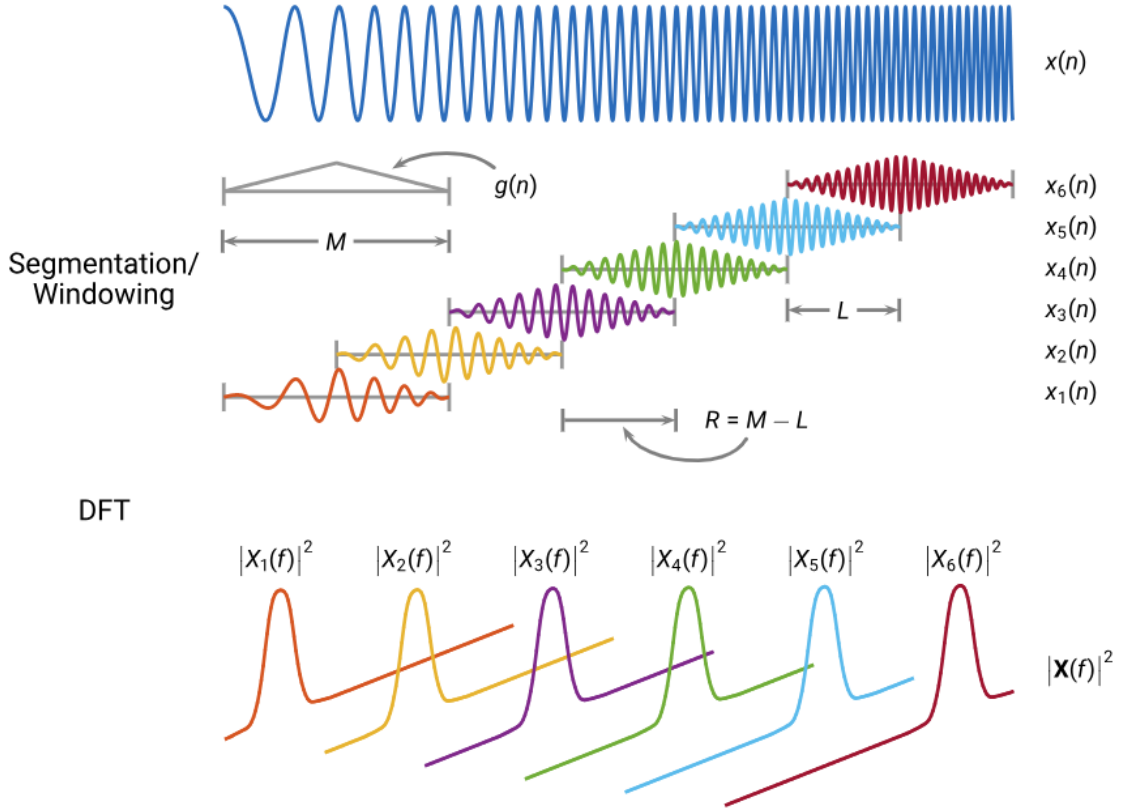 x(n)
g(n)
x₆(n)
x₅(n)
M
Segmentation/
Windowing
x₄(n)
x₃(n)
L
x₂(n)
x₁(n)
R = M − L
DFT
|X₁(f)|²
|X₂(f)|²
|X₃(f)|²
|X₄(f)|²
|X₅(f)|²
|X₆(f)|²
|X(f)|²